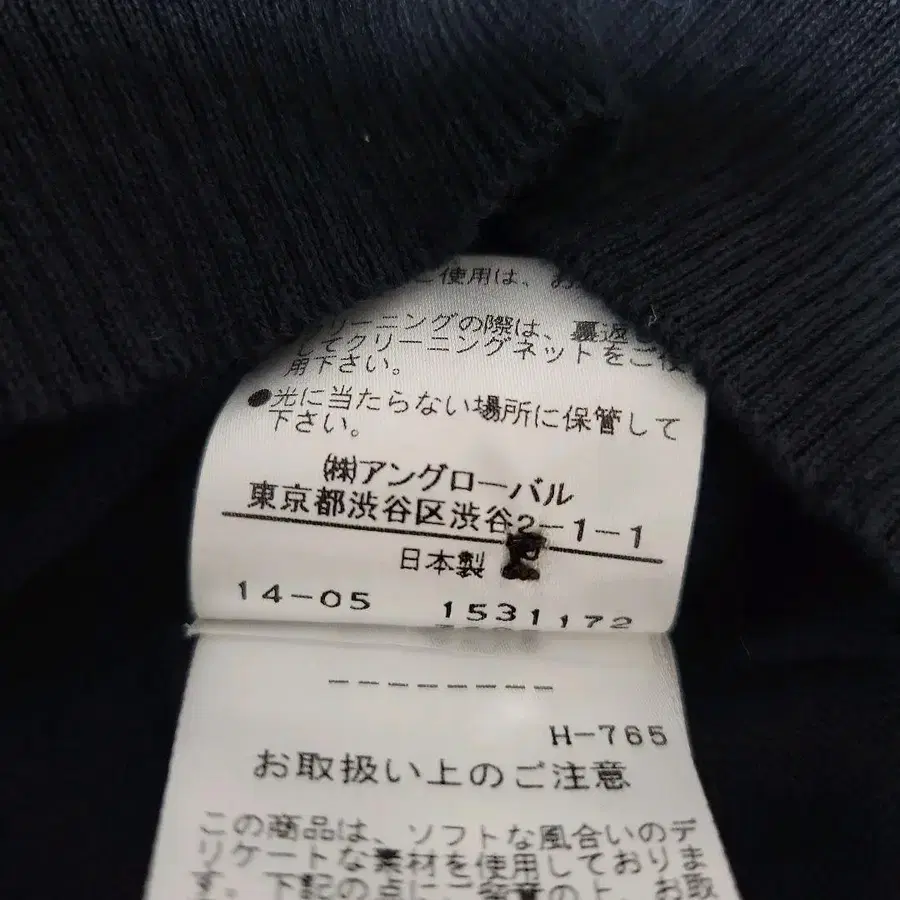 ご使用は、お
リーニングの際は、裏返し
してクリーニングネットをご使
用下さい。
●光に当たらない場所に保管して
下さい。
㈱アングローバル
東京都渋谷区渋谷2-1-1
日本製
14-05 1531172
--------
H-765
お取扱い上のご注意
この商品は、ソフトな風合いのデ
リケートな素材を使用しておりま
す。下記の点にご留意の上、お取